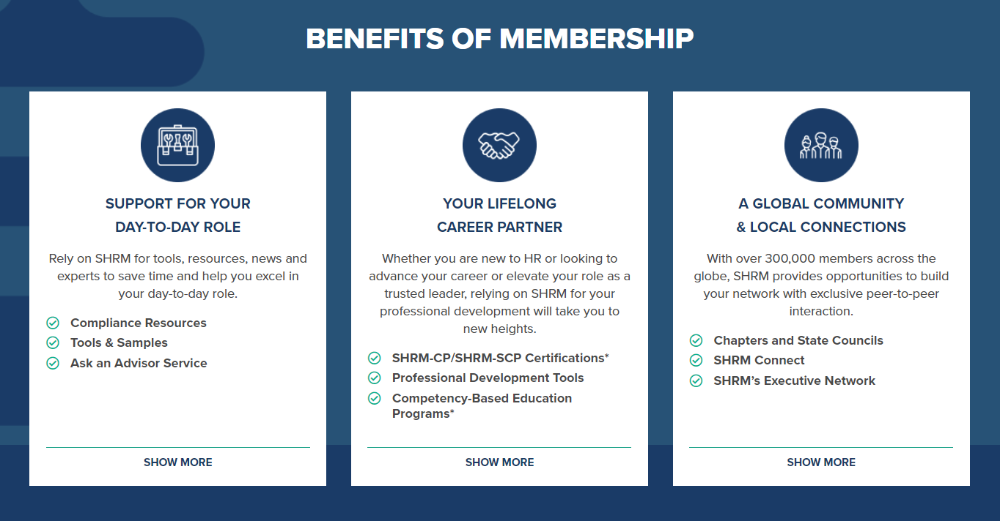 BENEFITS OF MEMBERSHIP
SUPPORT FOR YOUR
DAY-TO-DAY ROLE
Rely on SHRM for tools, resources, news and
experts to save time and help you excel in
your day-to-day role.
Compliance Resources
Tools & Samples
Ask an Advisor Service
SHOW MORE
YOUR LIFELONG
CAREER PARTNER
Whether you are new to HR or looking to
advance your career or elevate your role as a
trusted leader, relying on SHRM for your
professional development will take you to
new heights.
SHRM-CP/SHRM-SCP Certifications*
Professional Development Tools
Competency-Based Education
Programs*
SHOW MORE
A GLOBAL COMMUNITY
& LOCAL CONNECTIONS
With over 300,000 members across the
globe, SHRM provides opportunities to build
your network with exclusive peer-to-peer
interaction.
Chapters and State Councils
SHRM Connect
SHRM’s Executive Network
SHOW MORE